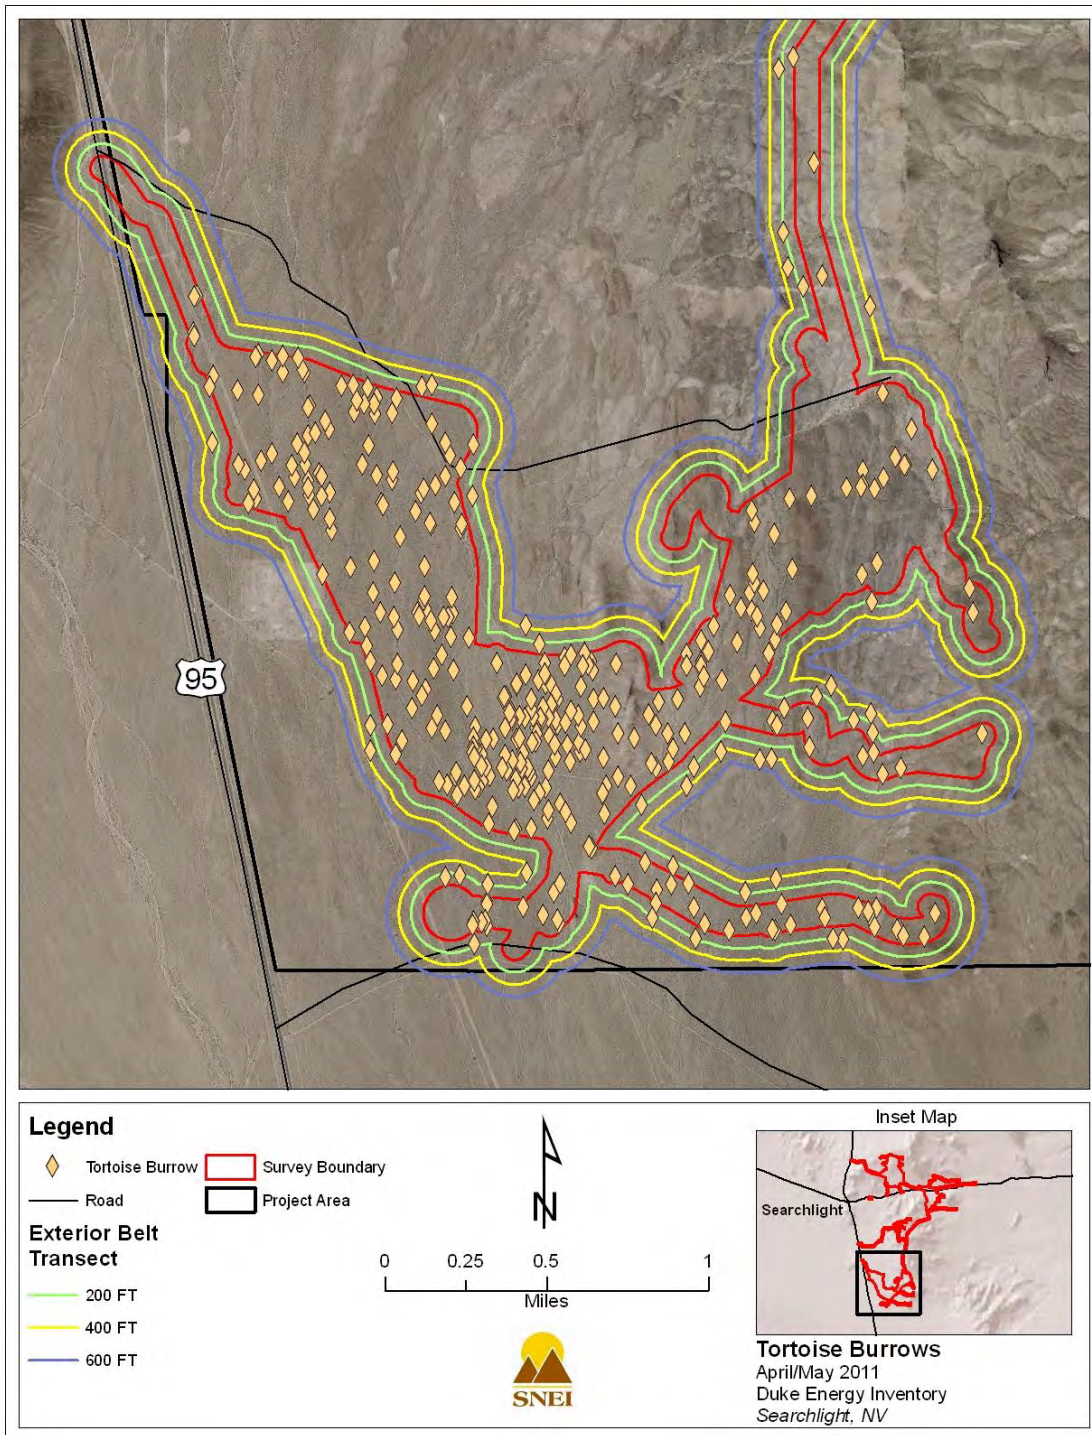 95
Legend
Tortoise Burrow
Survey Boundary
Road
Project Area
Exterior Belt
Transect
200 FT
400 FT
600 FT
N
0 0.25 0.5 1
Miles
SNEI
Inset Map
Searchlight
Tortoise Burrows
April/May 2011
Duke Energy Inventory
Searchlight, NV